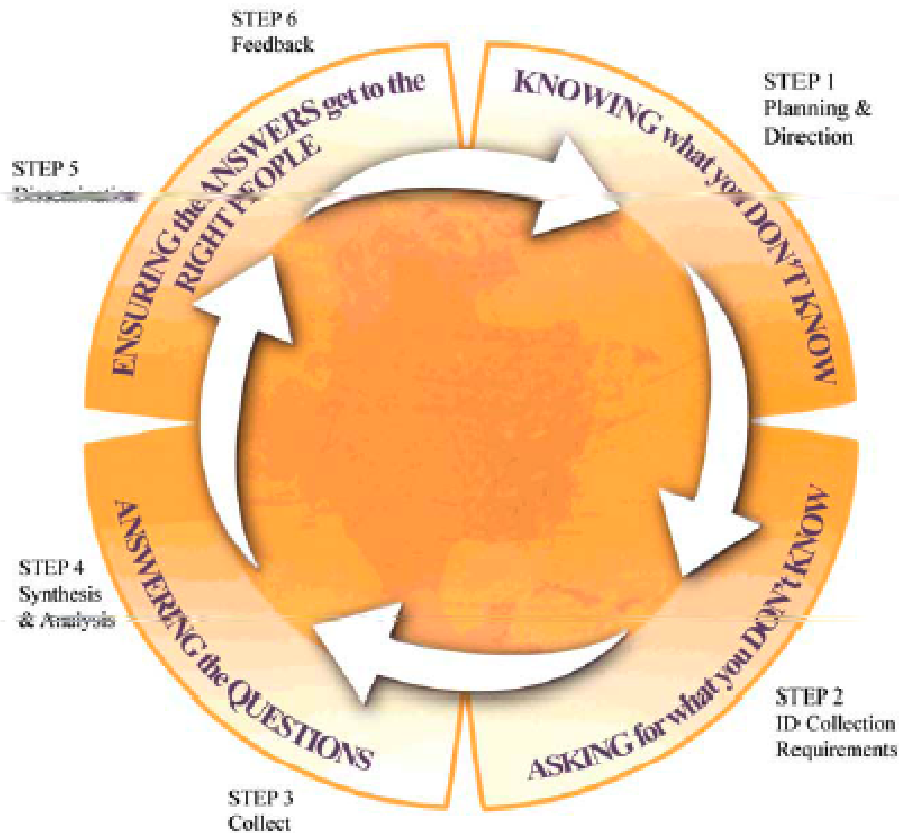 STEP 6
Feedback
STEP 1
Planning &
Direction
KNOWING what you DON'T KNOW
STEP 2
ID Collection
Requirements
ASKING for what you DON't KNOW
STEP 3
Collect
ANSWERING the QUESTIONS
STEP 4
Synthesis
& Analysis
STEP 5
Dissemination
ENSURING the ANSWERS get to the
RIGHT PEOPLE